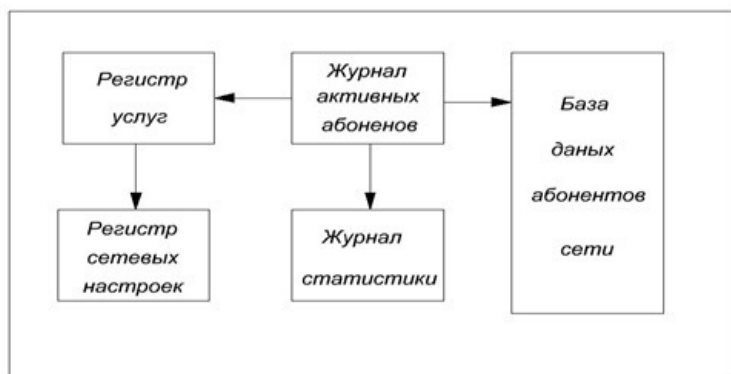 Регистр
услуг
Журнал
активных
абоненов
База
даных
абонентов
сети
Регистр
сетевых
настроек
Журнал
статистики